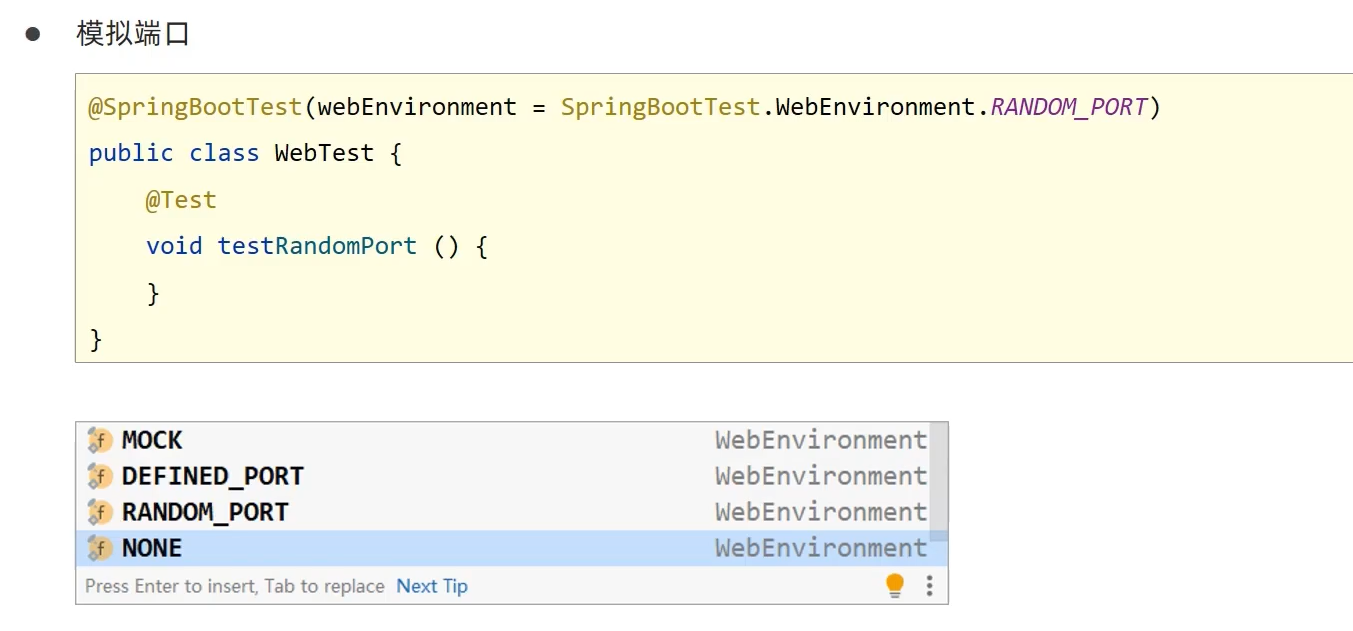 ● 模拟端口
@SpringBootTest(webEnvironment = SpringBootTest.WebEnvironment.RANDOM_PORT)
public class WebTest {
    @Test
    void testRandomPort () {
    }
}
f MOCK WebEnvironment
f DEFINED_PORT WebEnvironment
f RANDOM_PORT WebEnvironment
f NONE WebEnvironment
Press Enter to insert, Tab to replace Next Tip